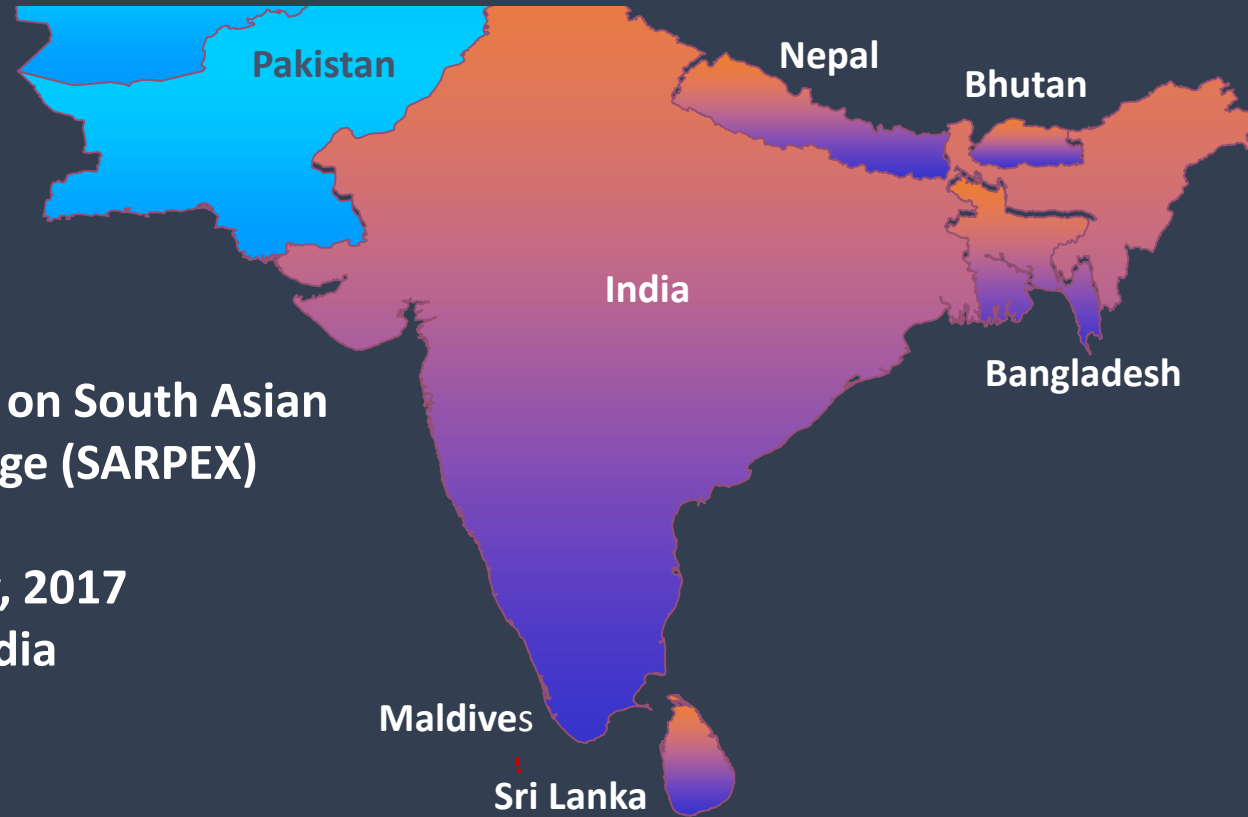 Pakistan
Nepal
Bhutan
India
Bangladesh
on South Asian
ge (SARPEX)
, 2017
dia
Maldives
Sri Lanka